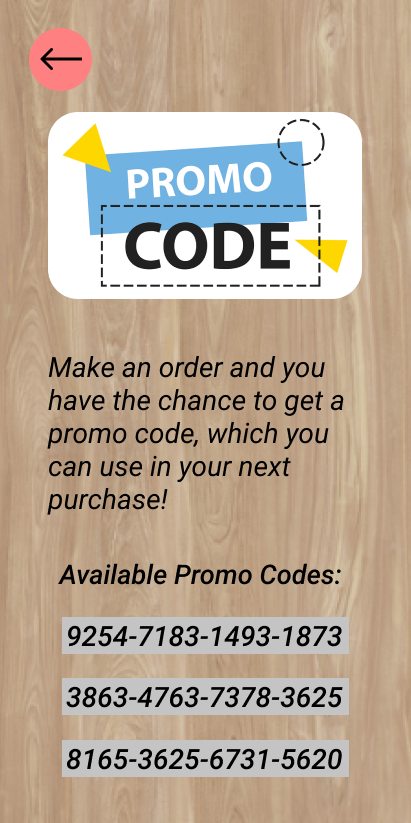 PROMO
CODE
Make an order and you
have the chance to get a
promo code, which you
can use in your next
purchase!
Available Promo Codes:
9254-7183-1493-1873
3863-4763-7378-3625
8165-3625-6731-5620